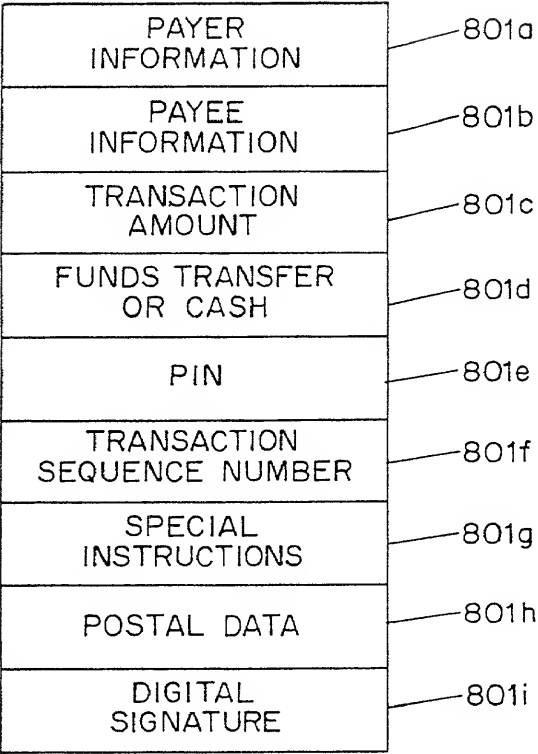 PAYER
INFORMATION
801a
PAYEE
INFORMATION
801b
TRANSACTION
AMOUNT
801c
FUNDS TRANSFER
OR CASH
801d
PIN
801e
TRANSACTION
SEQUENCE NUMBER
801f
SPECIAL
INSTRUCTIONS
801g
POSTAL DATA
801h
DIGITAL
SIGNATURE
801i